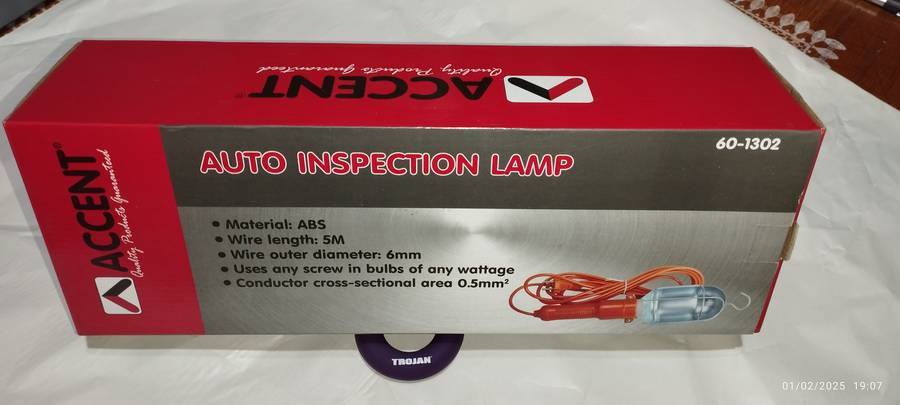 ACCENT®
Quality Products Guaranteed
60-1302
AUTO INSPECTION LAMP
ACCENT®
Quality Products Guaranteed
• Material: ABS
• Wire length: 5M
• Wire outer diameter: 6mm
• Uses any screw in bulbs of any wattage
• Conductor cross-sectional area 0.5mm²
TROJAN
01/02/2025 19:07